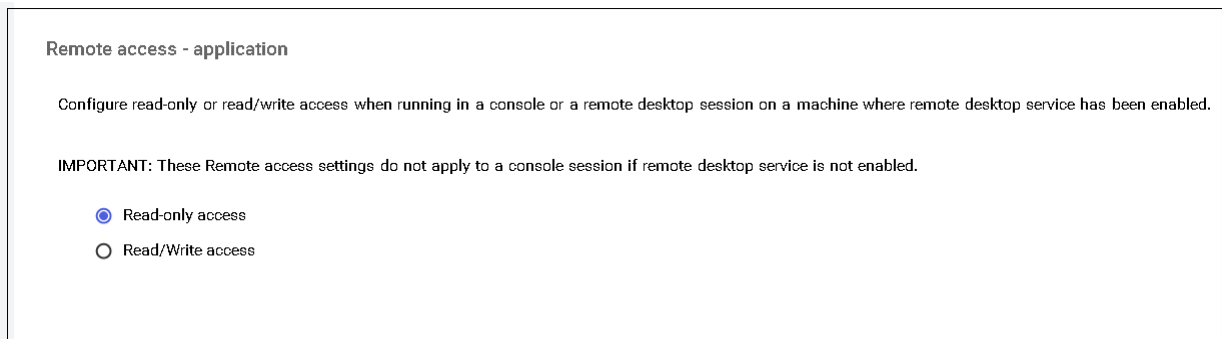 Remote access - application
Configure read-only or read/write access when running in a console or a remote desktop session on a machine where remote desktop service has been enabled.
IMPORTANT: These Remote access settings do not apply to a console session if remote desktop service is not enabled.
Read-only access
Read/Write access